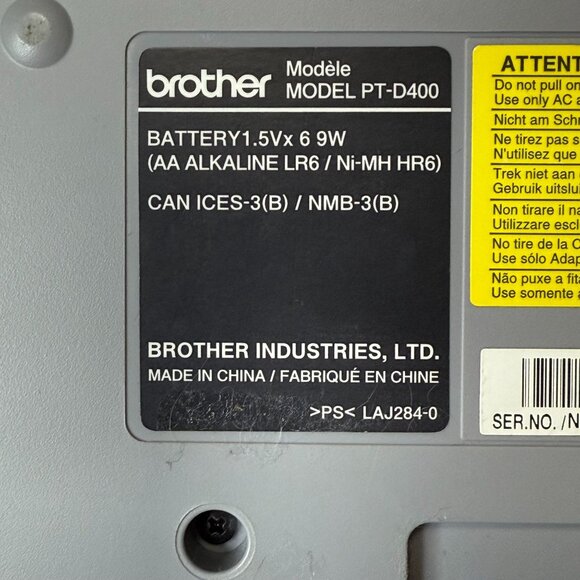 brother
Modèle
MODEL PT-D400
BATTERY1.5Vx 6 9W
(AA ALKALINE LR6 / Ni-MH HR6)
CAN ICES-3(B) / NMB-3(B)
BROTHER INDUSTRIES, LTD.
MADE IN CHINA / FABRIQUÉ EN CHINE
>PS< LAJ284-0
ATTENT
Do not pull on
Use only AC a
Nicht am Schu
Ne tirez pas s
N'utilisez que
Trek niet aan
Gebruik uitslui
Non tirare il na
Utilizzare escl
No tire de la C
Use sólo Adap
Não puxe a fita
Use somente a
SER.NO./N